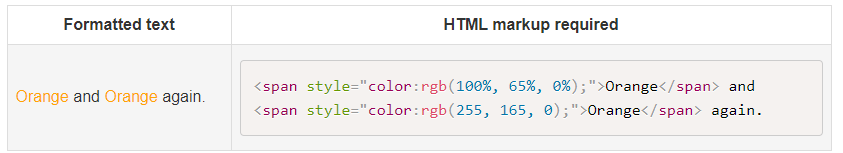 Formatted text
HTML markup required
Orange and Orange again.
<span style="color:rgb(100%, 65%, 0%);">Orange</span> and
<span style="color:rgb(255, 165, 0);">Orange</span> again.